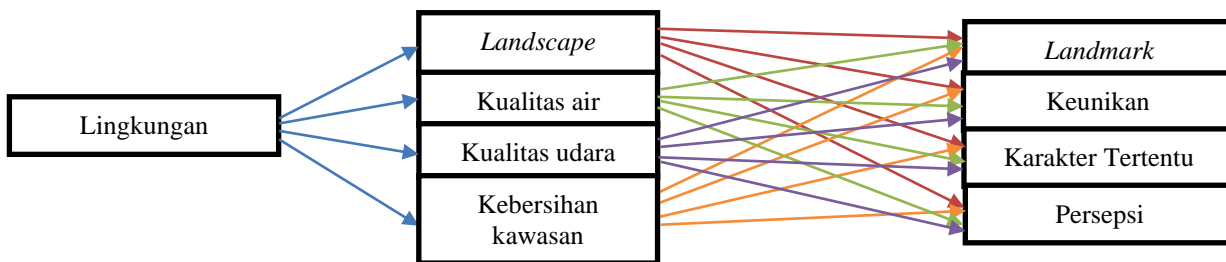 Lingkungan
Landscape
Kualitas air
Kualitas udara
Kebersihan
kawasan
Landmark
Keunikan
Karakter Tertentu
Persepsi